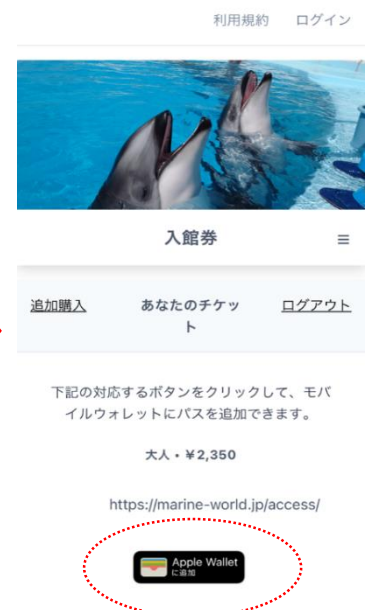 利用規約 ログイン
入館券
追加購入 あなたのチケッ ログアウト
ト
下記の対応するボタンをクリックして、モバ
イルウォレットにパスを追加できます。
大人・¥2,350
https://marine-world.jp/access/
Apple Wallet
に追加